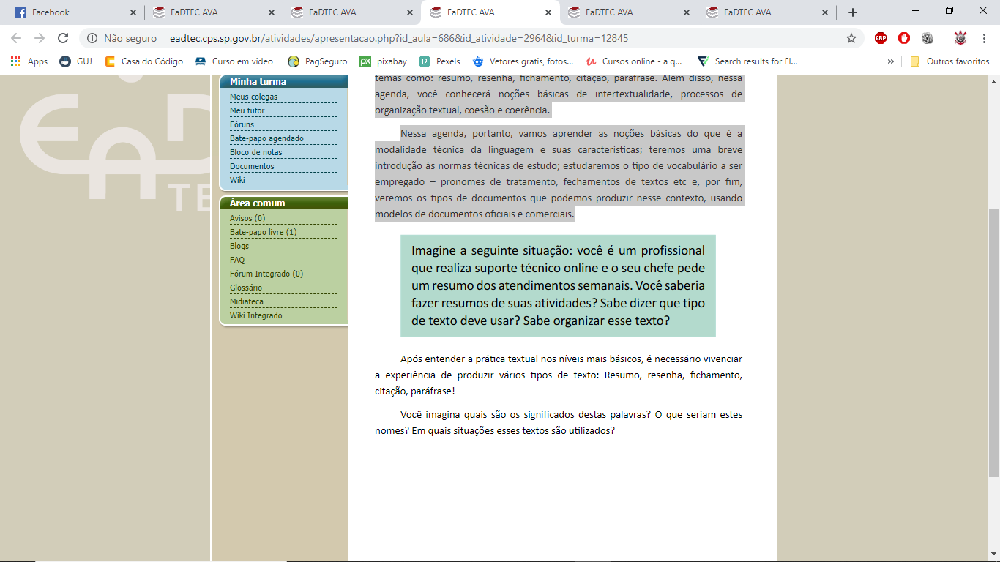 Facebook
EaDTEC AVA
EaDTEC AVA
EaDTEC AVA
EaDTEC AVA
EaDTEC AVA
Não seguro
eadtec.cps.sp.gov.br/atividades/apresentacao.php?id_aula=686&id_atividade=2964&id_turma=12845
ABP
Apps
GUJ
Casa do Código
Curso em vídeo
PagSeguro
px
pixabay
Pexels
Vetores gratis, fotos...
Cursos online - a q...
Search results for El...
»
Outros favoritos
EAD
TE
Minha turma
Meus colegas
Meu tutor
Fóruns
Bate-papo agendado
Bloco de notas
Documentos
Wiki
Área comum
Avisos (0)
Bate-papo livre (1)
Blogs
FAQ
Fórum Integrado (0)
Glossário
Midiateca
Wiki Integrado
temas como: resumo, resenha, fichamento, citação, paráfrase. Além disso, nessa
agenda, você conhecerá noções básicas de intertextualidade, processos de
organização textual, coesão e coerência.
Nessa agenda, portanto, vamos aprender as noções básicas do que é a
modalidade técnica da linguagem e suas características; teremos uma breve
introdução às normas técnicas de estudo; estudaremos o tipo de vocabulário a ser
empregado – pronomes de tratamento, fechamentos de textos etc e, por fim,
veremos os tipos de documentos que podemos produzir nesse contexto, usando
modelos de documentos oficiais e comerciais.
Imagine a seguinte situação: você é um profissional
que realiza suporte técnico online e o seu chefe pede
um resumo dos atendimentos semanais. Você saberia
fazer resumos de suas atividades? Sabe dizer que tipo
de texto deve usar? Sabe organizar esse texto?
Após entender a prática textual nos níveis mais básicos, é necessário vivenciar
a experiência de produzir vários tipos de texto: Resumo, resenha, fichamento,
citação, paráfrase!
Você imagina quais são os significados destas palavras? O que seriam estes
nomes? Em quais situações esses textos são utilizados?